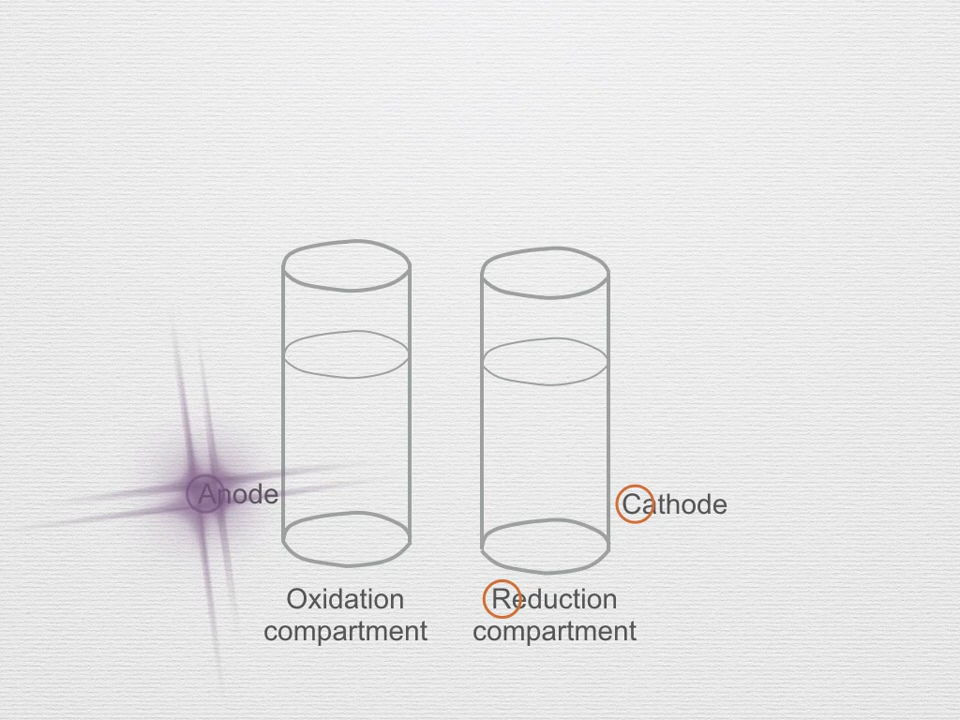 Anode
Cathode
Oxidation
compartment
Reduction
compartment